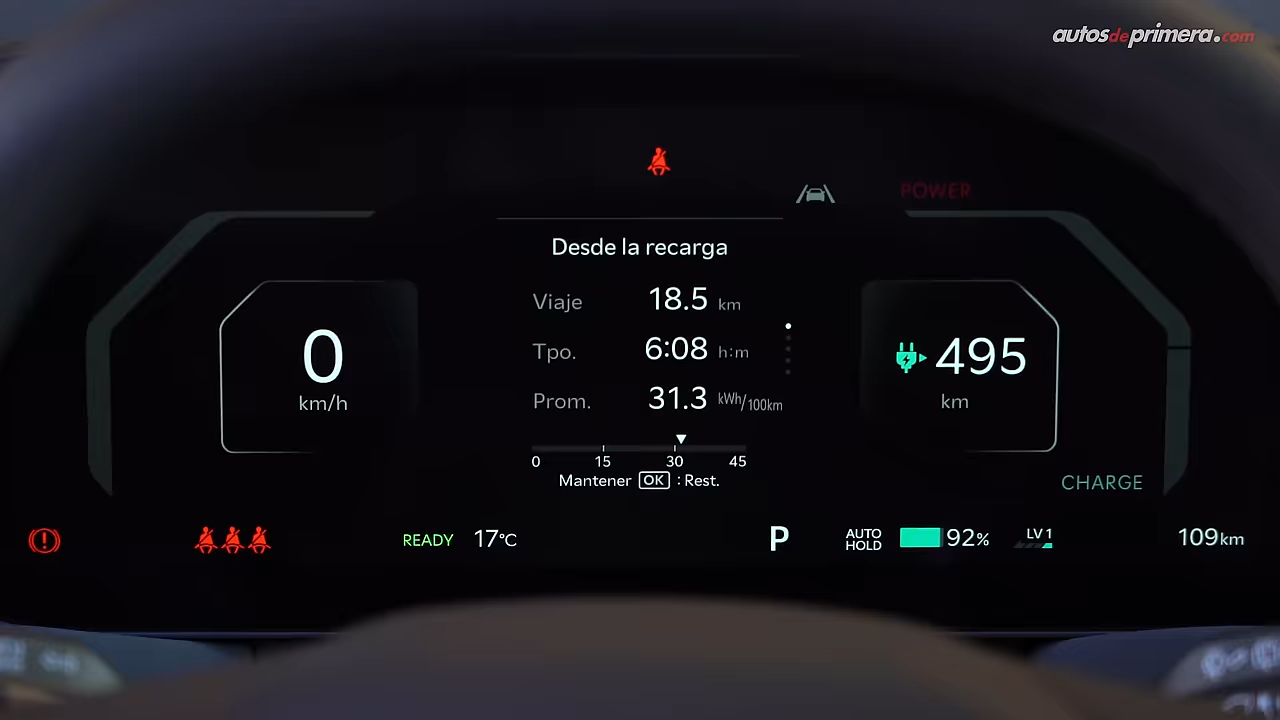 autosdeprimera.com
POWER
Desde la recarga
Viaje 18.5 km
Tpo. 6:08 h:m
Prom. 31.3 kWh/100km
0 15 30 45
Mantener OK : Rest.
0
km/h
495
km
CHARGE
READY 17°C P AUTO HOLD 92% LV 1 109km